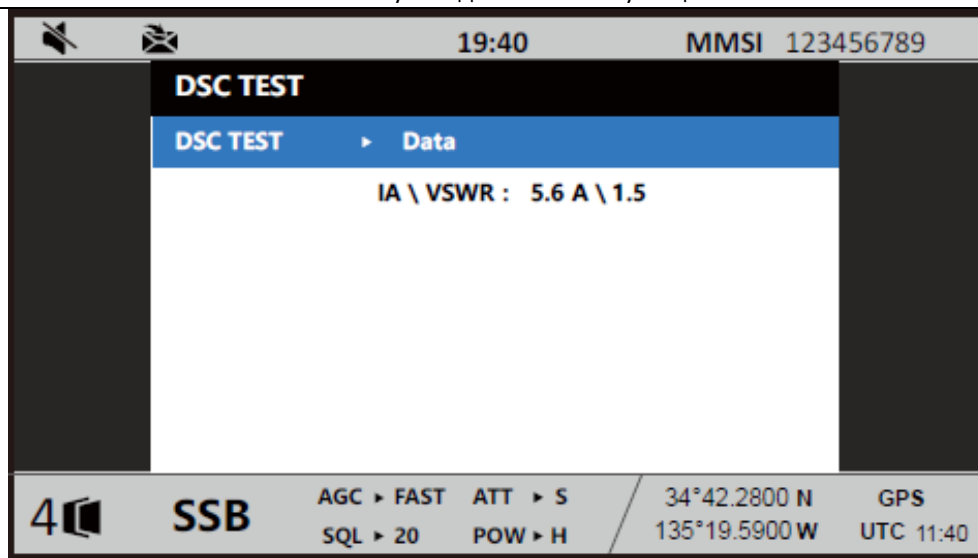 19:40 MMSI 123456789
DSC TEST
DSC TEST ▸ Data
IA \ VSWR : 5.6 A \ 1.5
4 SSB
AGC ▸ FAST ATT ▸ S
SQL ▸ 20 POW ▸ H
34°42.2800 N
135°19.5900 W
GPS
UTC 11:40